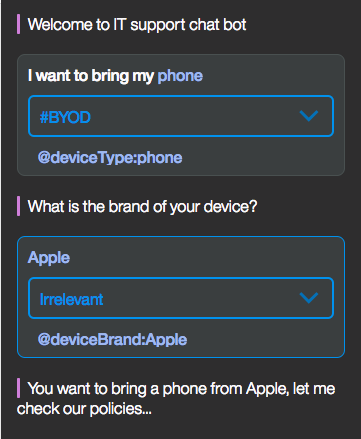 Welcome to IT support chat bot
I want to bring my phone
#BYOD
@deviceType:phone
What is the brand of your device?
Apple
Irrelevant
@deviceBrand:Apple
You want to bring a phone from Apple, let me
check our policies...